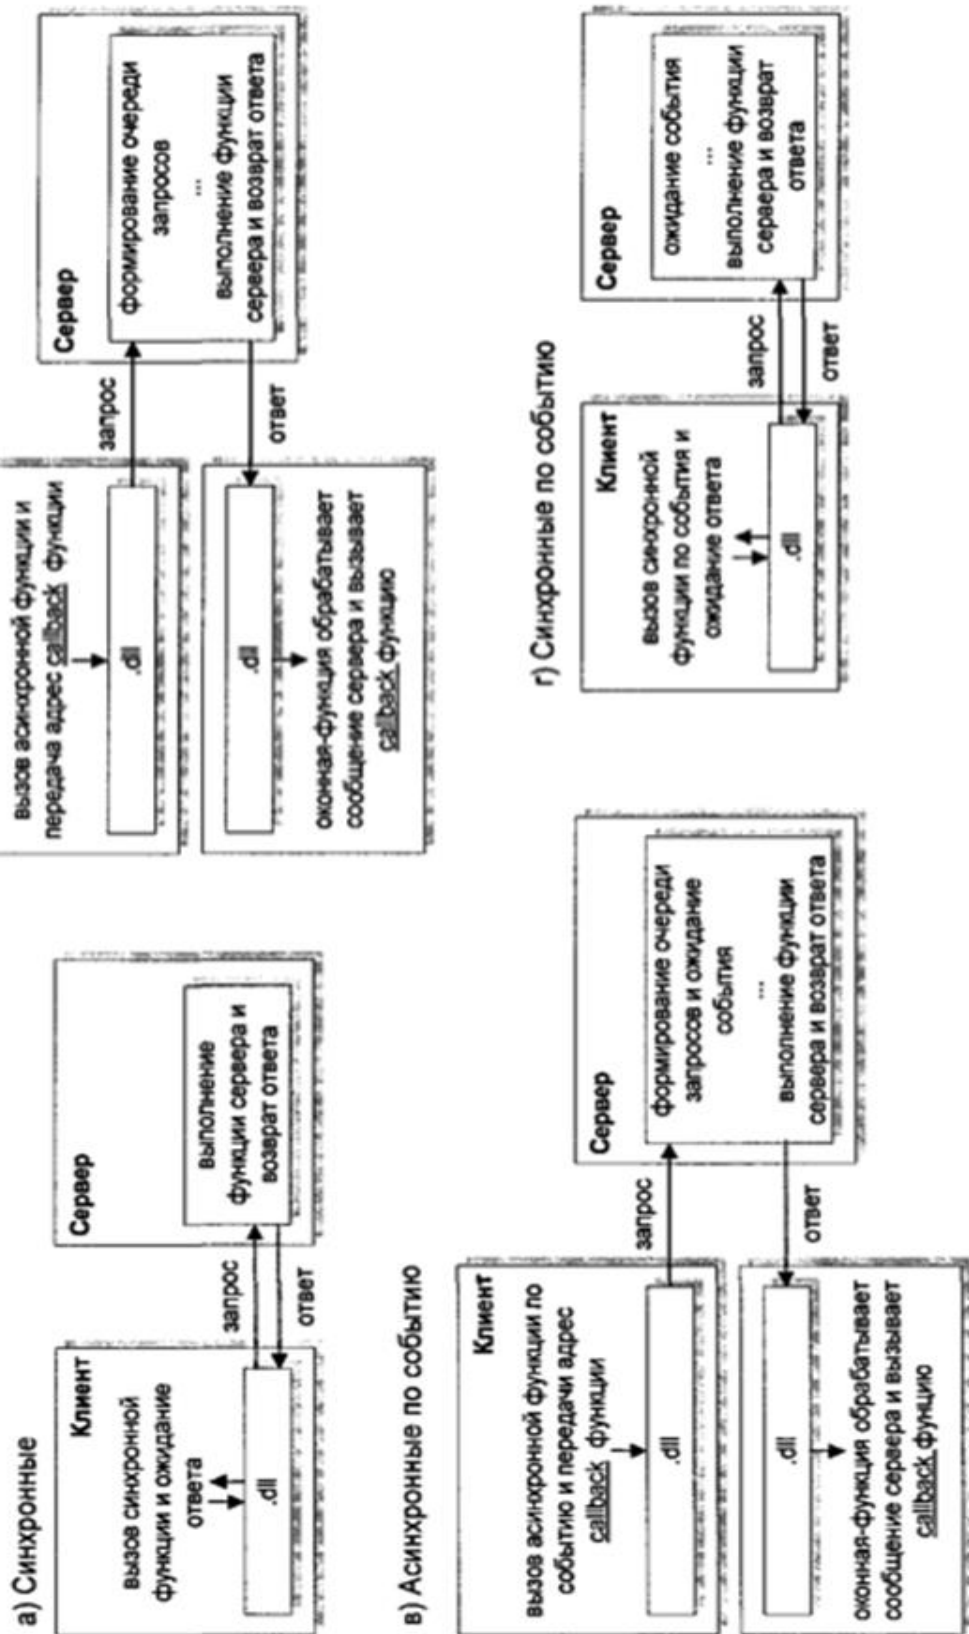 а) Синхронные
Клиент
вызов синхронной
функции и ожидание
ответа
.dll
запрос
ответ
Сервер
выполнение
функции сервера и
возврат ответа
вызов асинхронной функции и
передача адрес callback функции
.dll
запрос
Сервер
формирование очереди
запросов
...
выполнение функции
сервера и возврат ответа
ответ
.dll
оконная-функция обрабатывает
сообщение сервера и вызывает
callback функцию
в) Асинхронные по событию
Клиент
вызов асинхронной функции по
событию и передачи адрес
callback функции
.dll
запрос
Сервер
формирование очереди
запросов и ожидание
события
...
выполнение функции
сервера и возврат ответа
ответ
.dll
оконная-функция обрабатывает
сообщение сервера и вызывает
callback фунцию
г) Синхронные по событию
Клиент
вызов синхронной
функции по события и
ожидание ответа
.dll
запрос
ответ
Сервер
ожидание события
...
выполнение функции
сервера и возврат
ответа